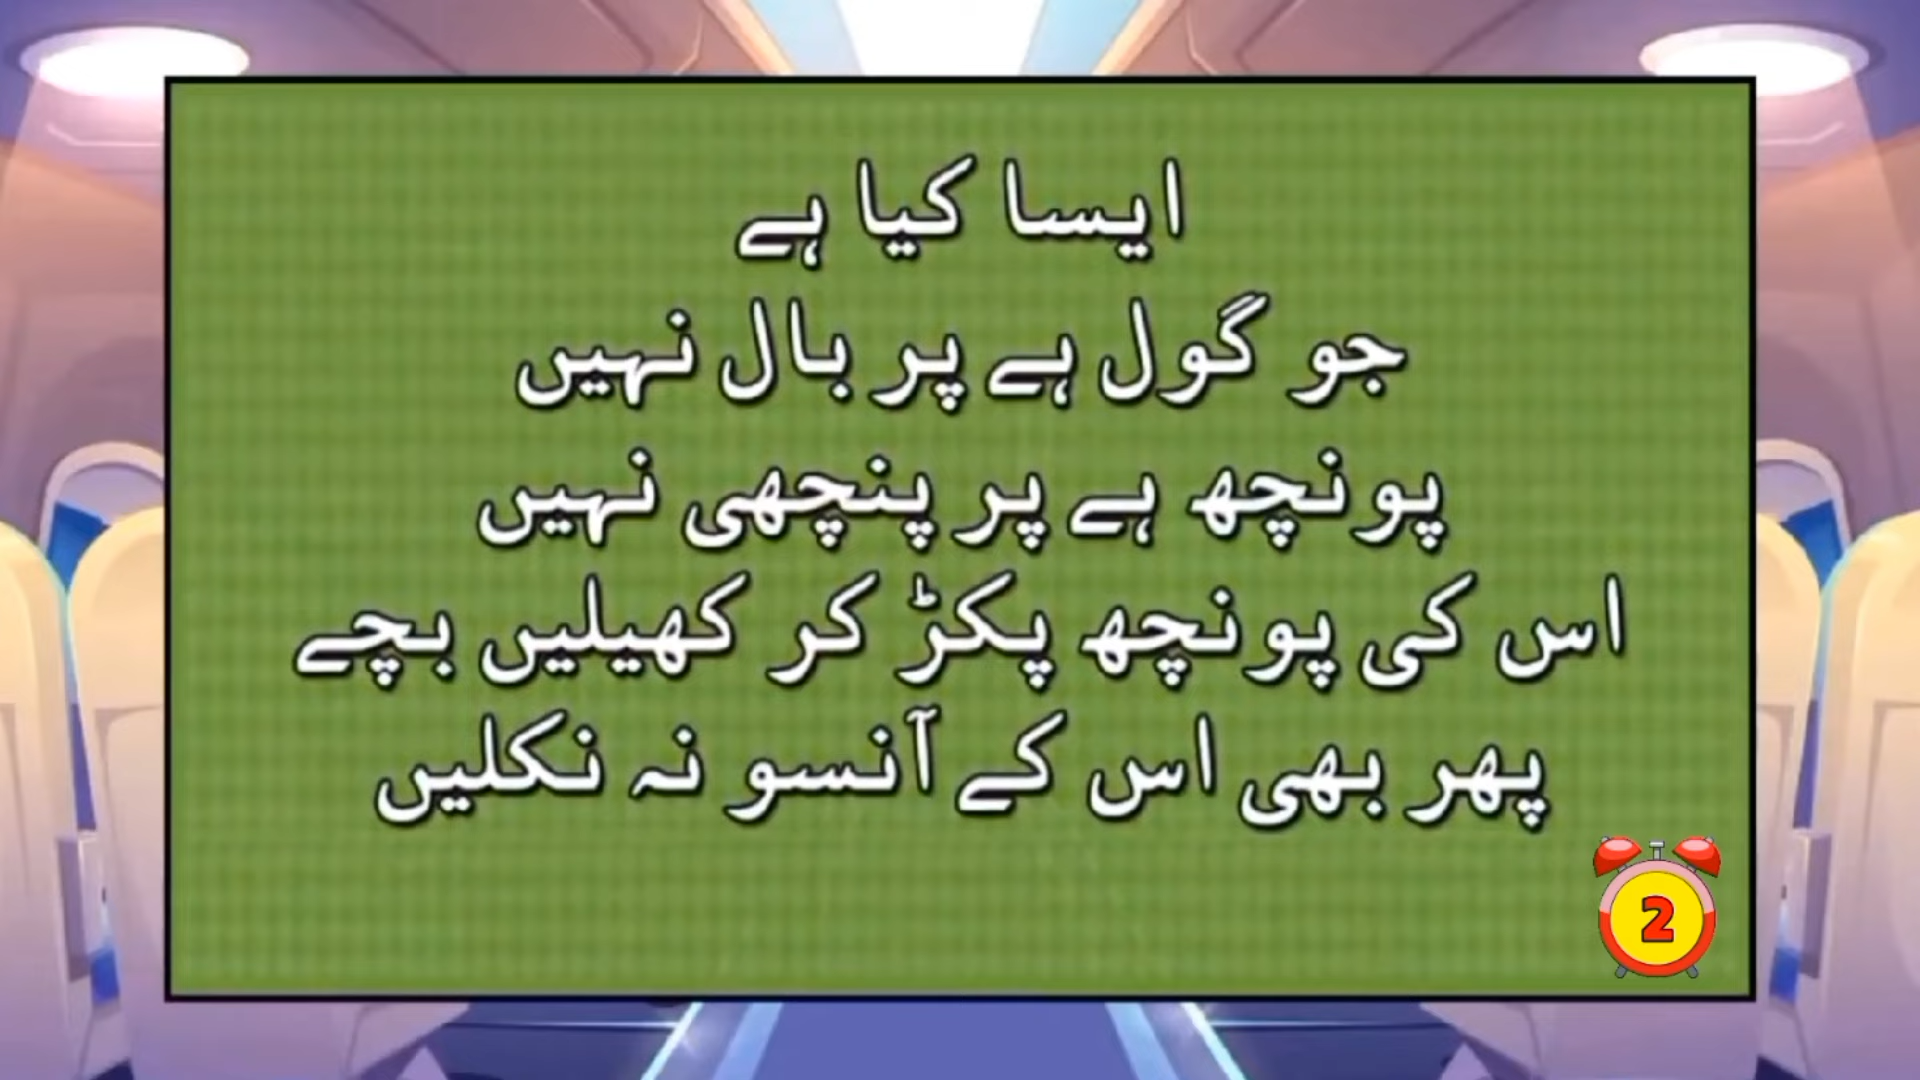 ایسا کیا ہے
جو گول ہے پر بال نہیں
پونچھ ہے پر پنچھی نہیں
اس کی پونچھ پکڑ کر کھیلیں بچے
پھر بھی اس کے آنسو نہ نکلیں
2